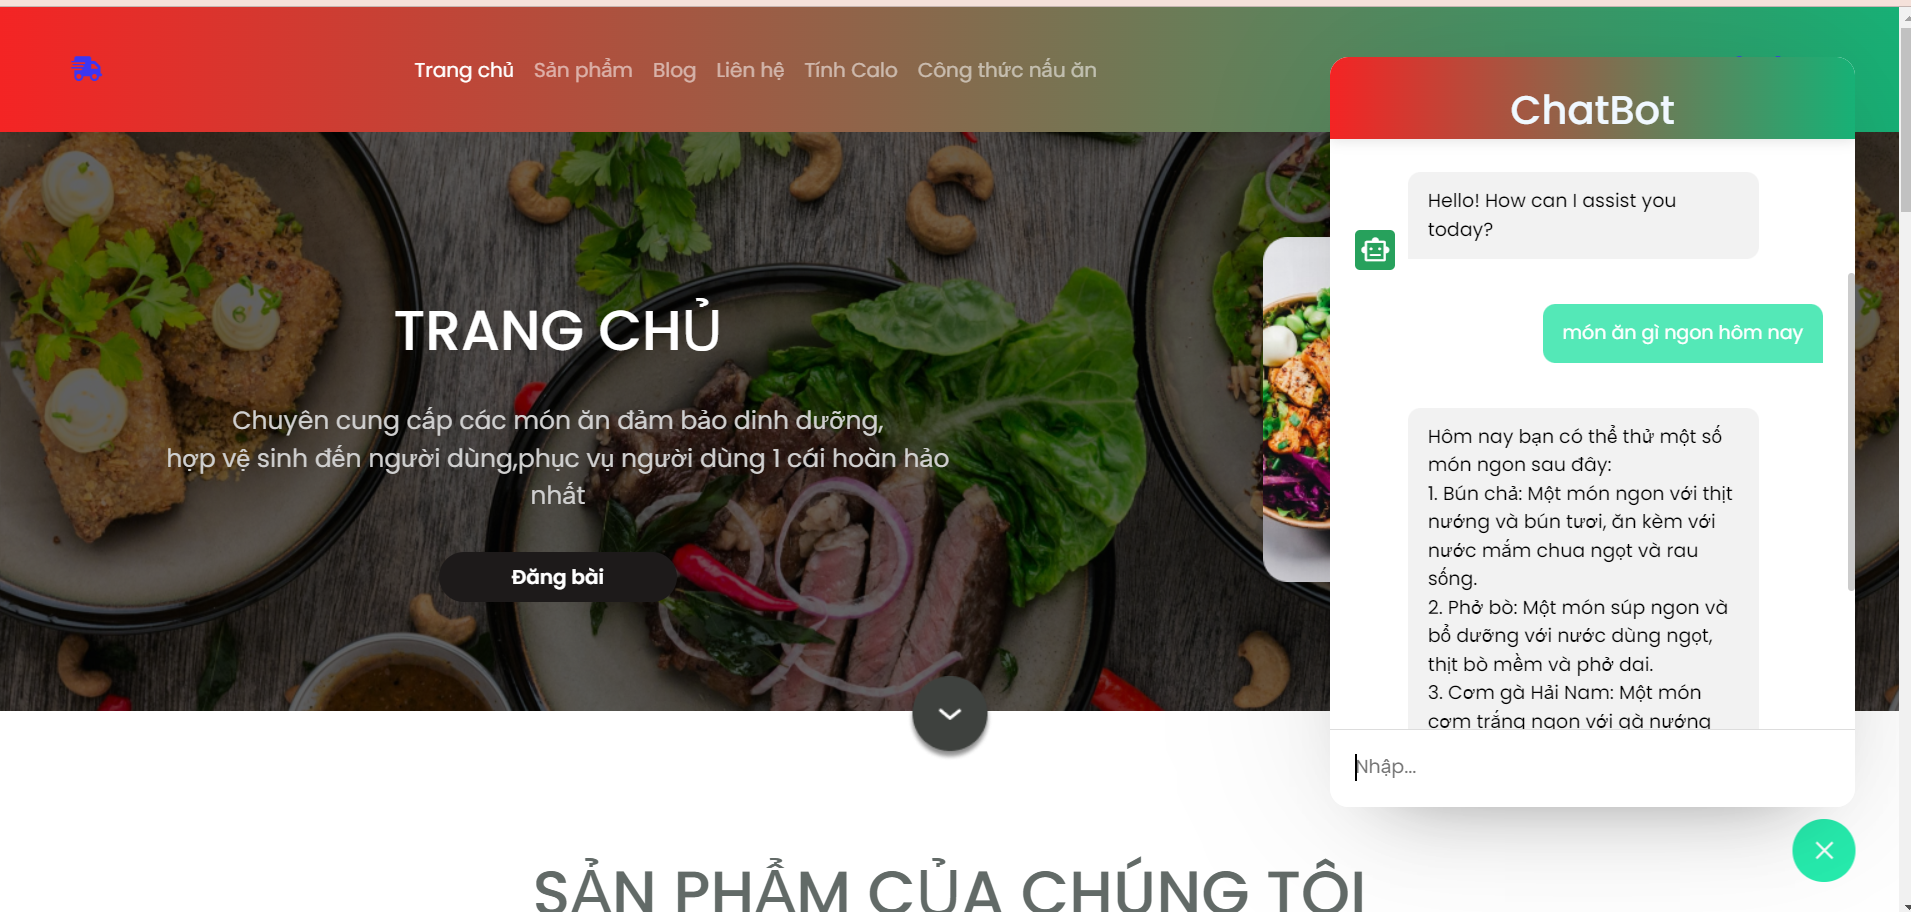 Trang chủ Sản phẩm Blog Liên hệ Tính Calo Công thức nấu ăn
TRANG CHỦ
Chuyên cung cấp các món ăn đảm bảo dinh dưỡng,
hợp vệ sinh đến người dùng,phục vụ người dùng 1 cái hoàn hảo
nhất
Đăng bài
SẢN PHẨM CỦA CHÚNG TÔI
ChatBot
Hello! How can I assist you
today?
món ăn gì ngon hôm nay
Hôm nay bạn có thể thử một số
món ngon sau đây:
1. Bún chả: Một món ngon với thịt
nướng và bún tươi, ăn kèm với
nước mắm chua ngọt và rau
sống.
2. Phở bò: Một món súp ngon và
bổ dưỡng với nước dùng ngọt,
thịt bò mềm và phở dai.
3. Cơm gà Hải Nam: Một món
cơm trắng ngon với gà nướng
Nhập...